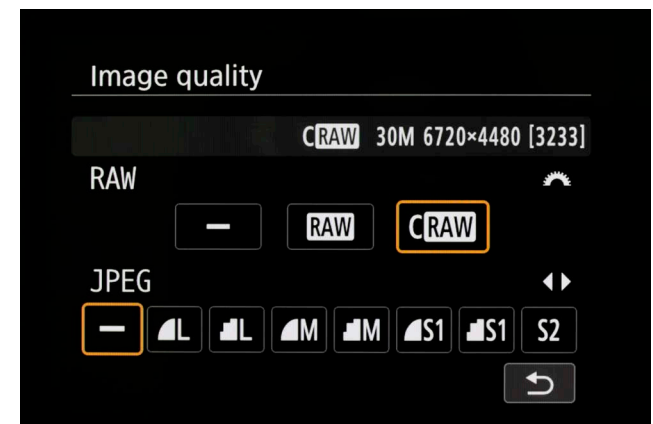 Image quality
CRAW 30M 6720×4480 [3233]
RAW
RAW CRAW
JPEG
L L M M S1 S1 S2